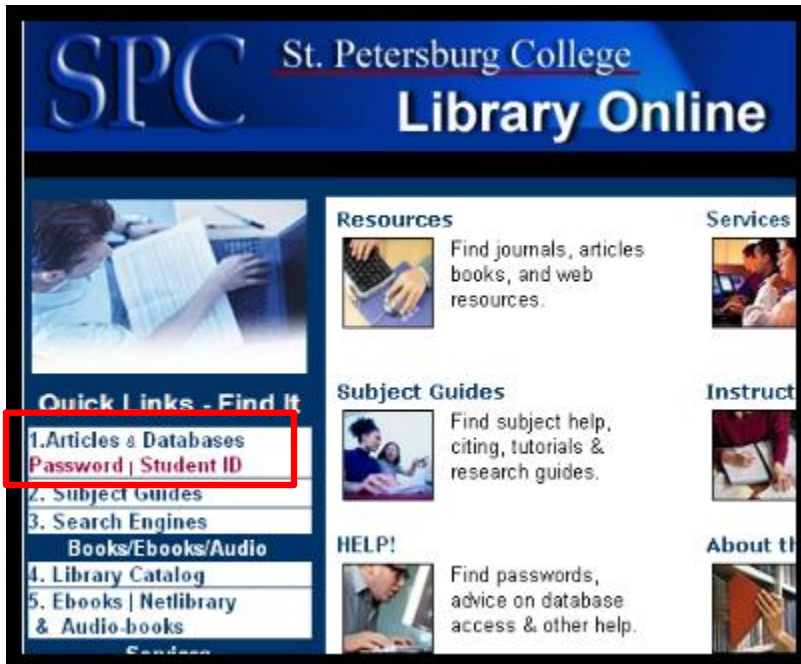 SPC St. Petersburg College
Library Online
Quick Links - Find It
1.Articles & Databases
Password | Student ID
2. Subject Guides
3. Search Engines
Books/Ebooks/Audio
4. Library Catalog
5. Ebooks | Netlibrary
& Audio-books
Services
Resources
Find journals, articles
books, and web
resources.
Subject Guides
Find subject help,
citing, tutorials &
research guides.
HELP!
Find passwords,
advice on database
access & other help.
Services
Instruct
About th